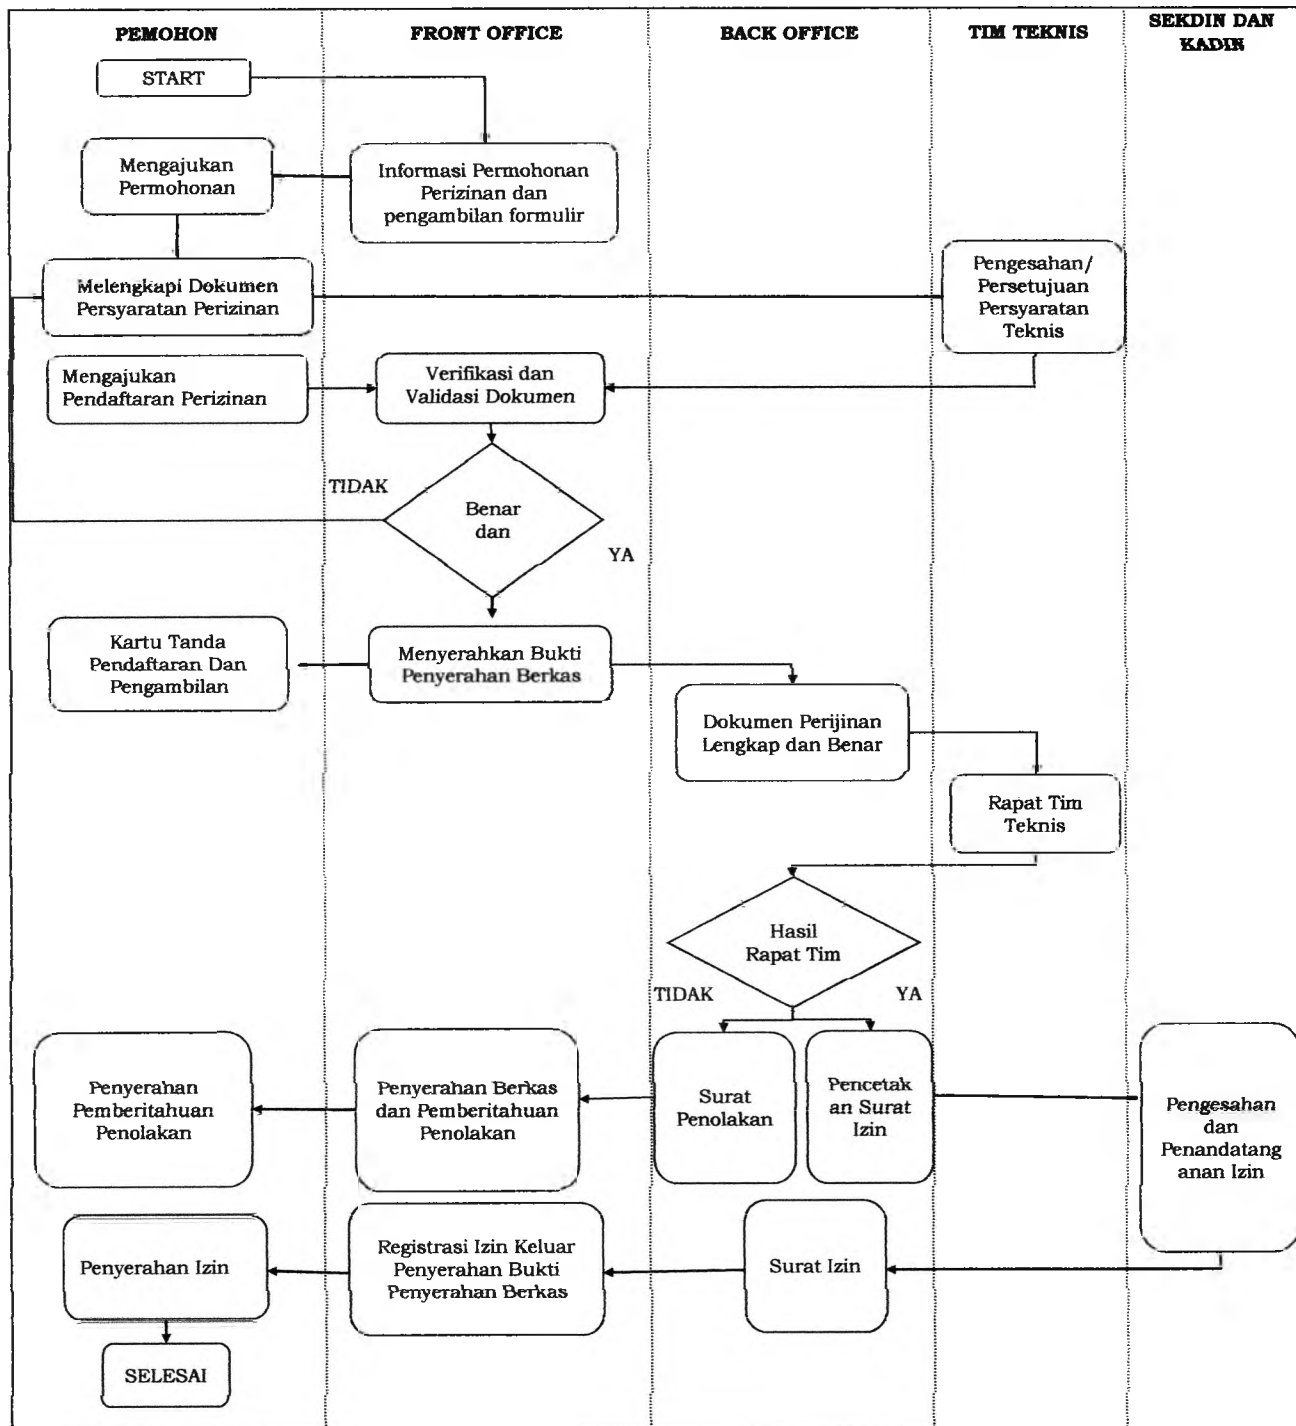 PEMOHON
FRONT OFFICE
BACK OFFICE
TIM TEKNIS
SEKDIN DAN
KADIN
START
Mengajukan
Permohonan
Informasi Permohonan
Perizinan dan
pengambilan formulir
Melengkapi Dokumen
Persyaratan Perizinan
Pengesahan/
Persetujuan
Persyaratan
Teknis
Mengajukan
Pendaftaran Perizinan
Verifikasi dan
Validasi Dokumen
TIDAK
Benar
dan
YA
Kartu Tanda
Pendaftaran Dan
Pengambilan
Menyerahkan Bukti
Penyerahan Berkas
Dokumen Perijinan
Lengkap dan Benar
Rapat Tim
Teknis
Hasil
Rapat Tim
TIDAK
YA
Penyerahan
Pemberitahuan
Penolakan
Penyerahan Berkas
dan Pemberitahuan
Penolakan
Surat
Penolakan
Pencetak
an Surat
Izin
Pengesahan
dan
Penandatang
anan Izin
Penyerahan Izin
Registrasi Izin Keluar
Penyerahan Bukti
Penyerahan Berkas
Surat Izin
SELESAI